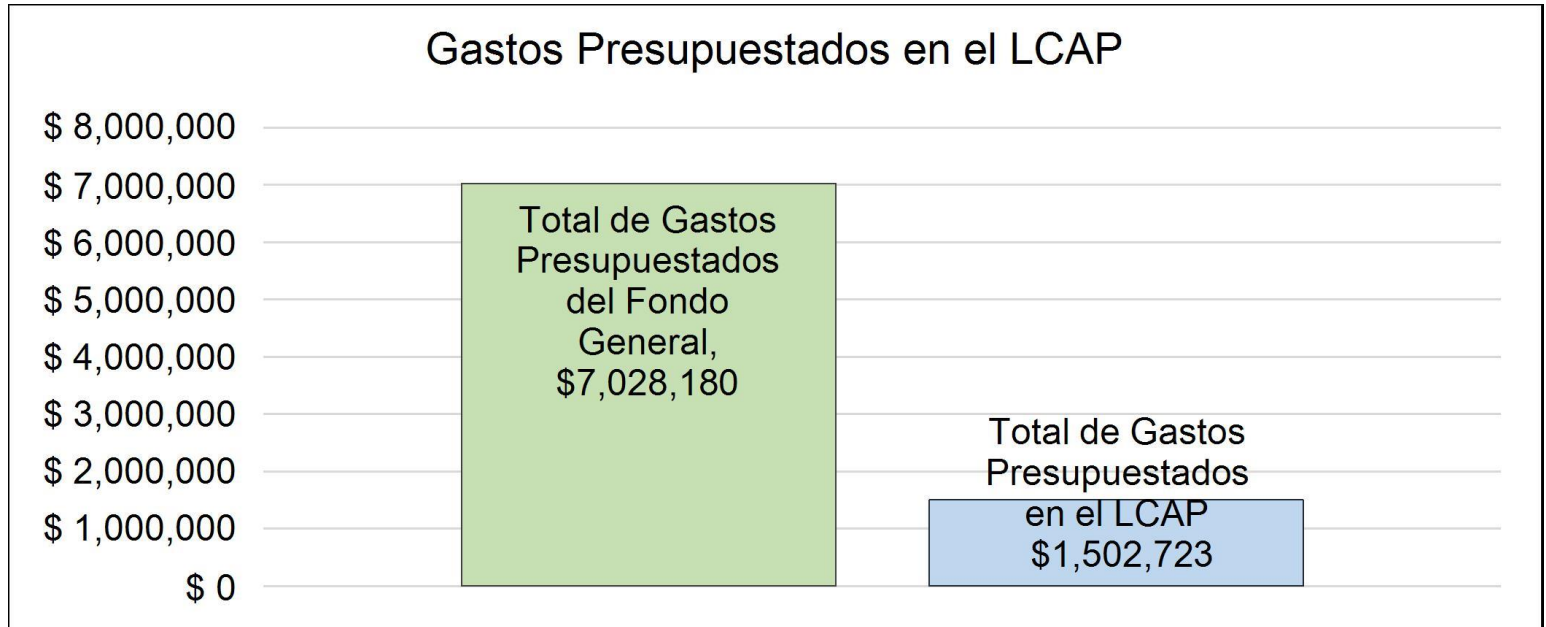 Gastos Presupuestados en el LCAP
$ 8,000,000
$ 7,000,000
$ 6,000,000
$ 5,000,000
$ 4,000,000
$ 3,000,000
$ 2,000,000
$ 1,000,000
$ 0
Total de Gastos
Presupuestados
del Fondo
General,
$7,028,180
Total de Gastos
Presupuestados
en el LCAP
$1,502,723